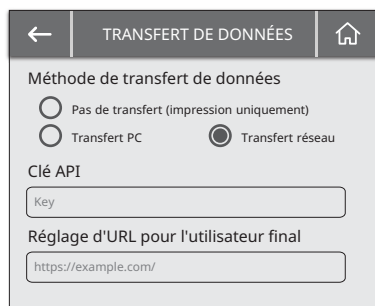 TRANSFERT DE DONNÉES
Méthode de transfert de données
Pas de transfert (impression uniquement)
Transfert PC Transfert réseau
Clé API
Key
Réglage d'URL pour l'utilisateur final
https://example.com/